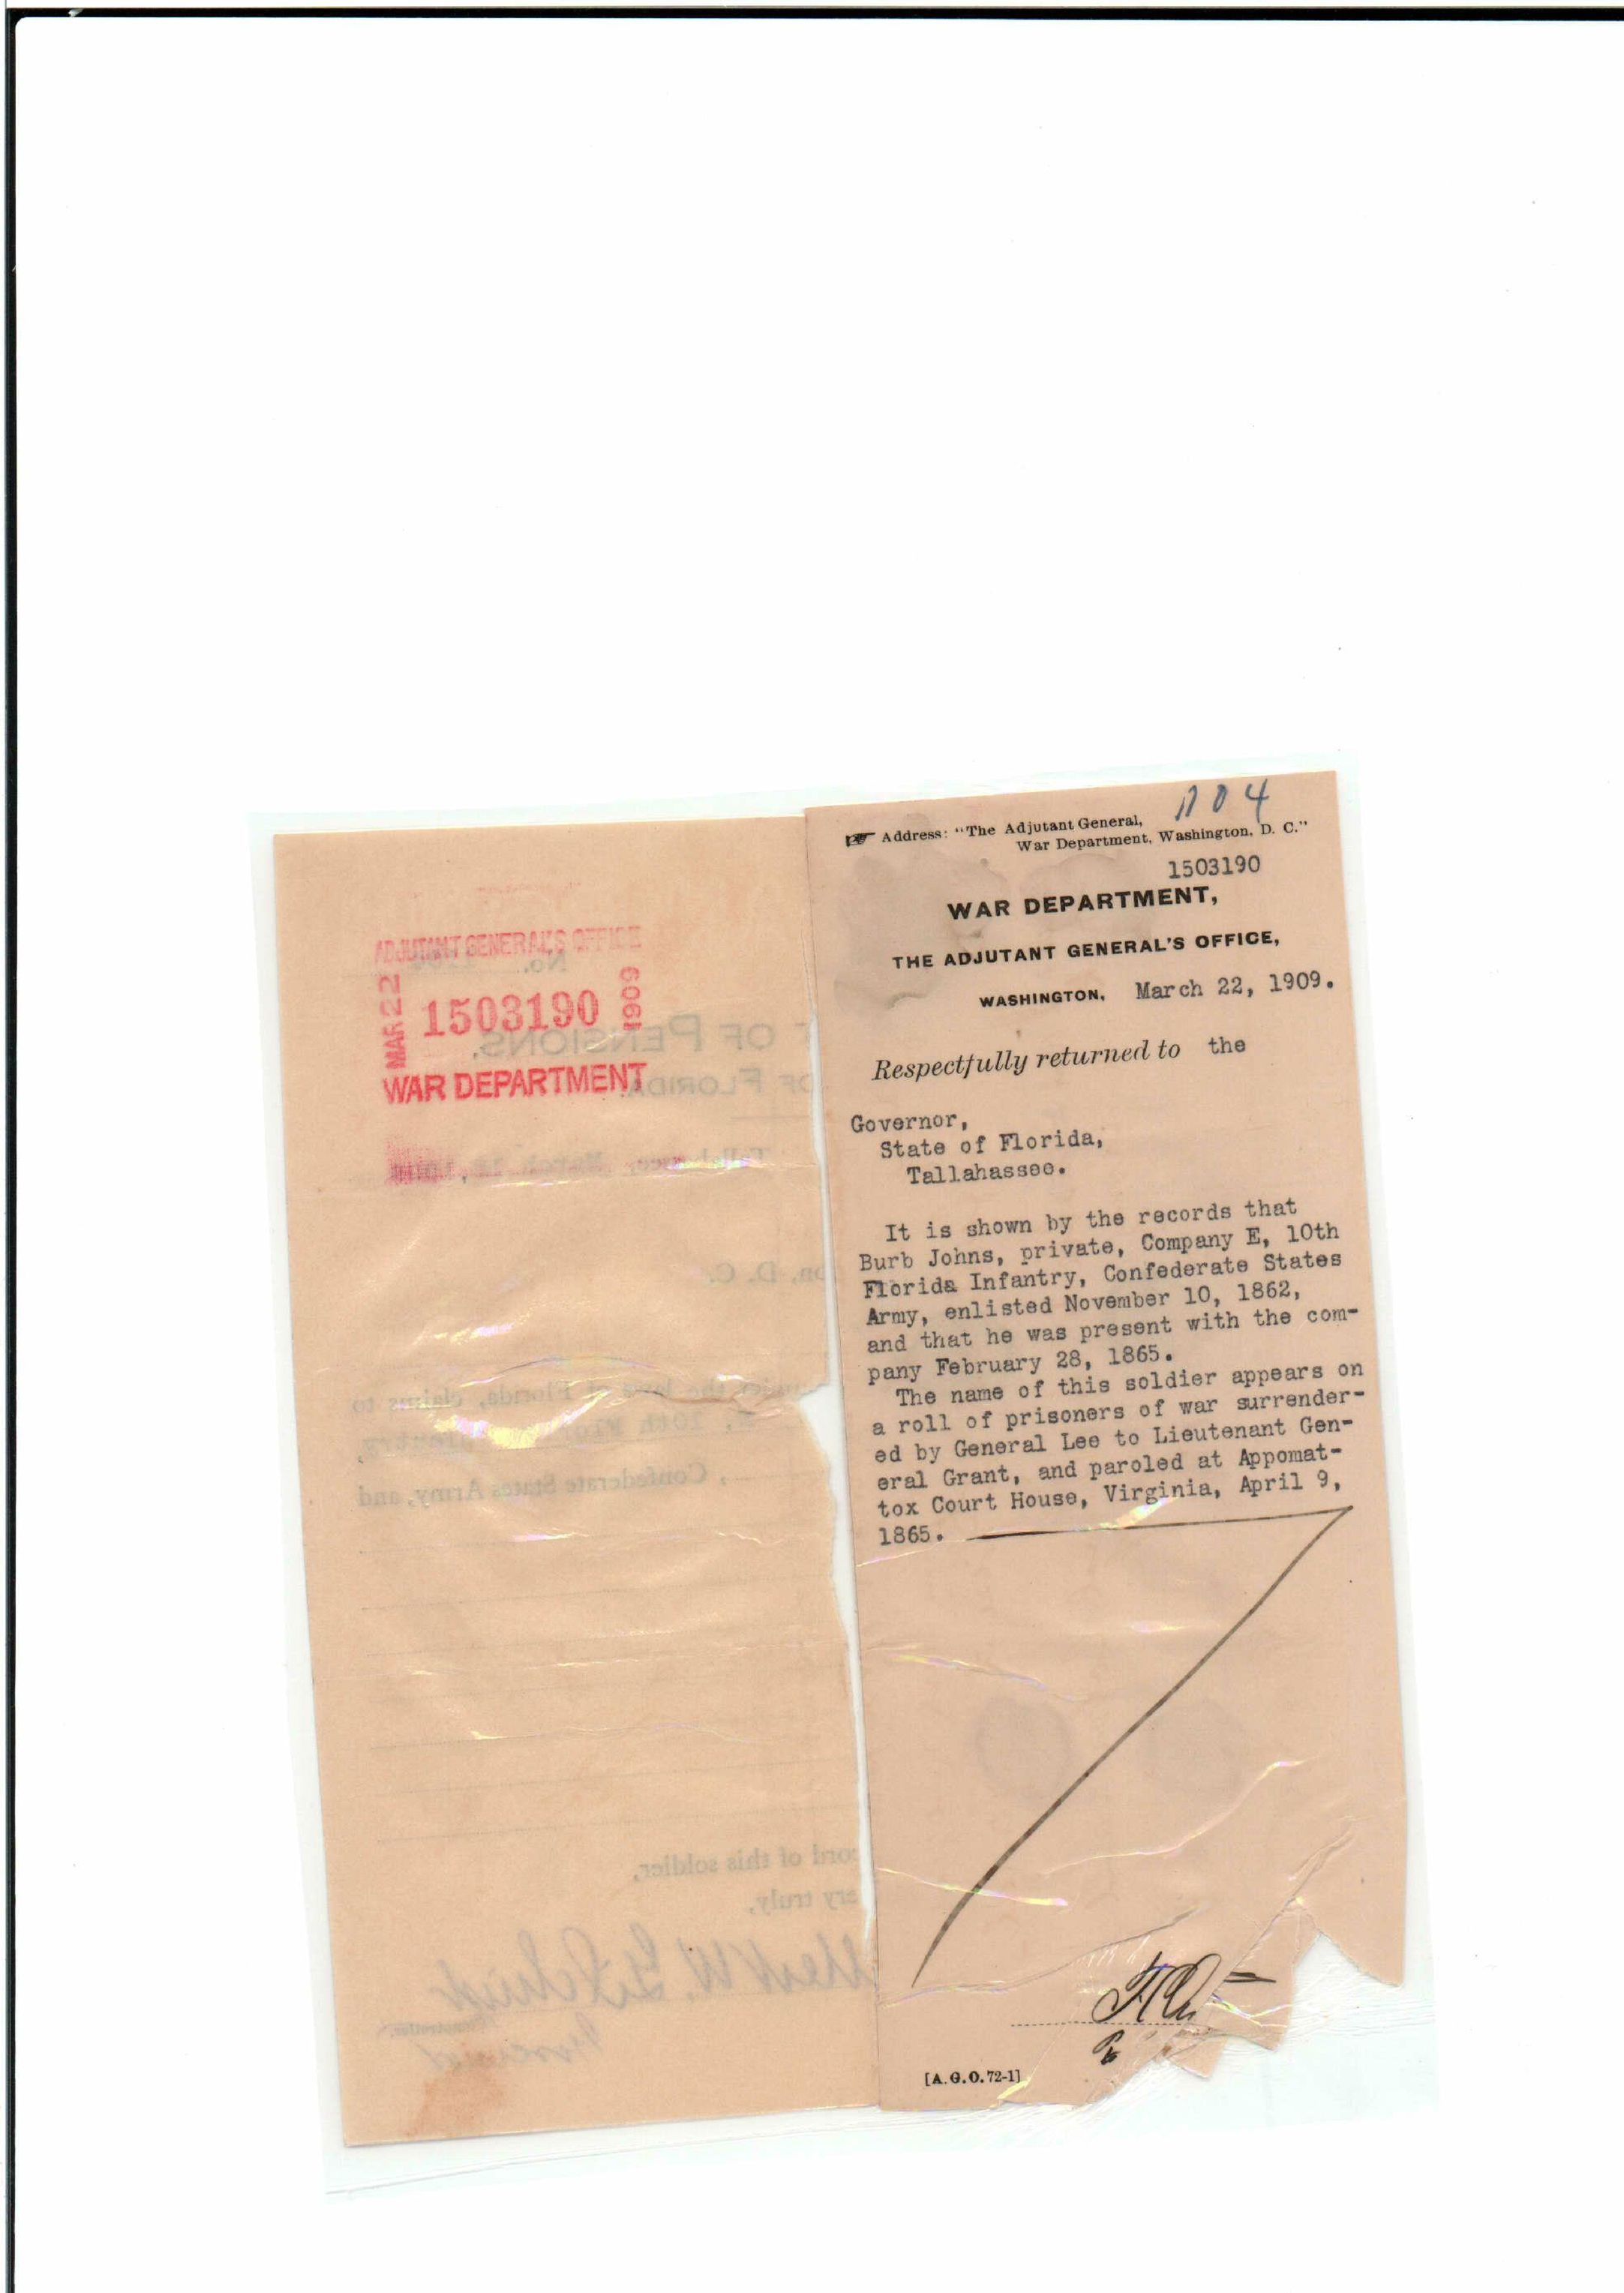 ADJUTANT GENERAL'S OFFICE
MAR 22 1503190 1909
WAR DEPARTMENT
OF PENSIONS.
OF FLORIDA.
Tallahassee, March
on, D. C.
under the laws of Florida, claims to
10th
, Confederate States Army, and
of this soldier,
ery truly,
W.
Address: "The Adjutant General,
War Department, Washington, D. C."
1503190
WAR DEPARTMENT,
THE ADJUTANT GENERAL'S OFFICE,
WASHINGTON, March 22, 1909.
Respectfully returned to the
Governor,
State of Florida,
Tallahassee.
It is shown by the records that
Burb Johns, private, Company E, 10th
Florida Infantry, Confederate States
Army, enlisted November 10, 1862,
and that he was present with the com-
pany February 28, 1865.
The name of this soldier appears on
a roll of prisoners of war surrender-
ed by General Lee to Lieutenant Gen-
eral Grant, and paroled at Appomat-
tox Court House, Virginia, April 9,
1865.
[A. G. O. 72-1]